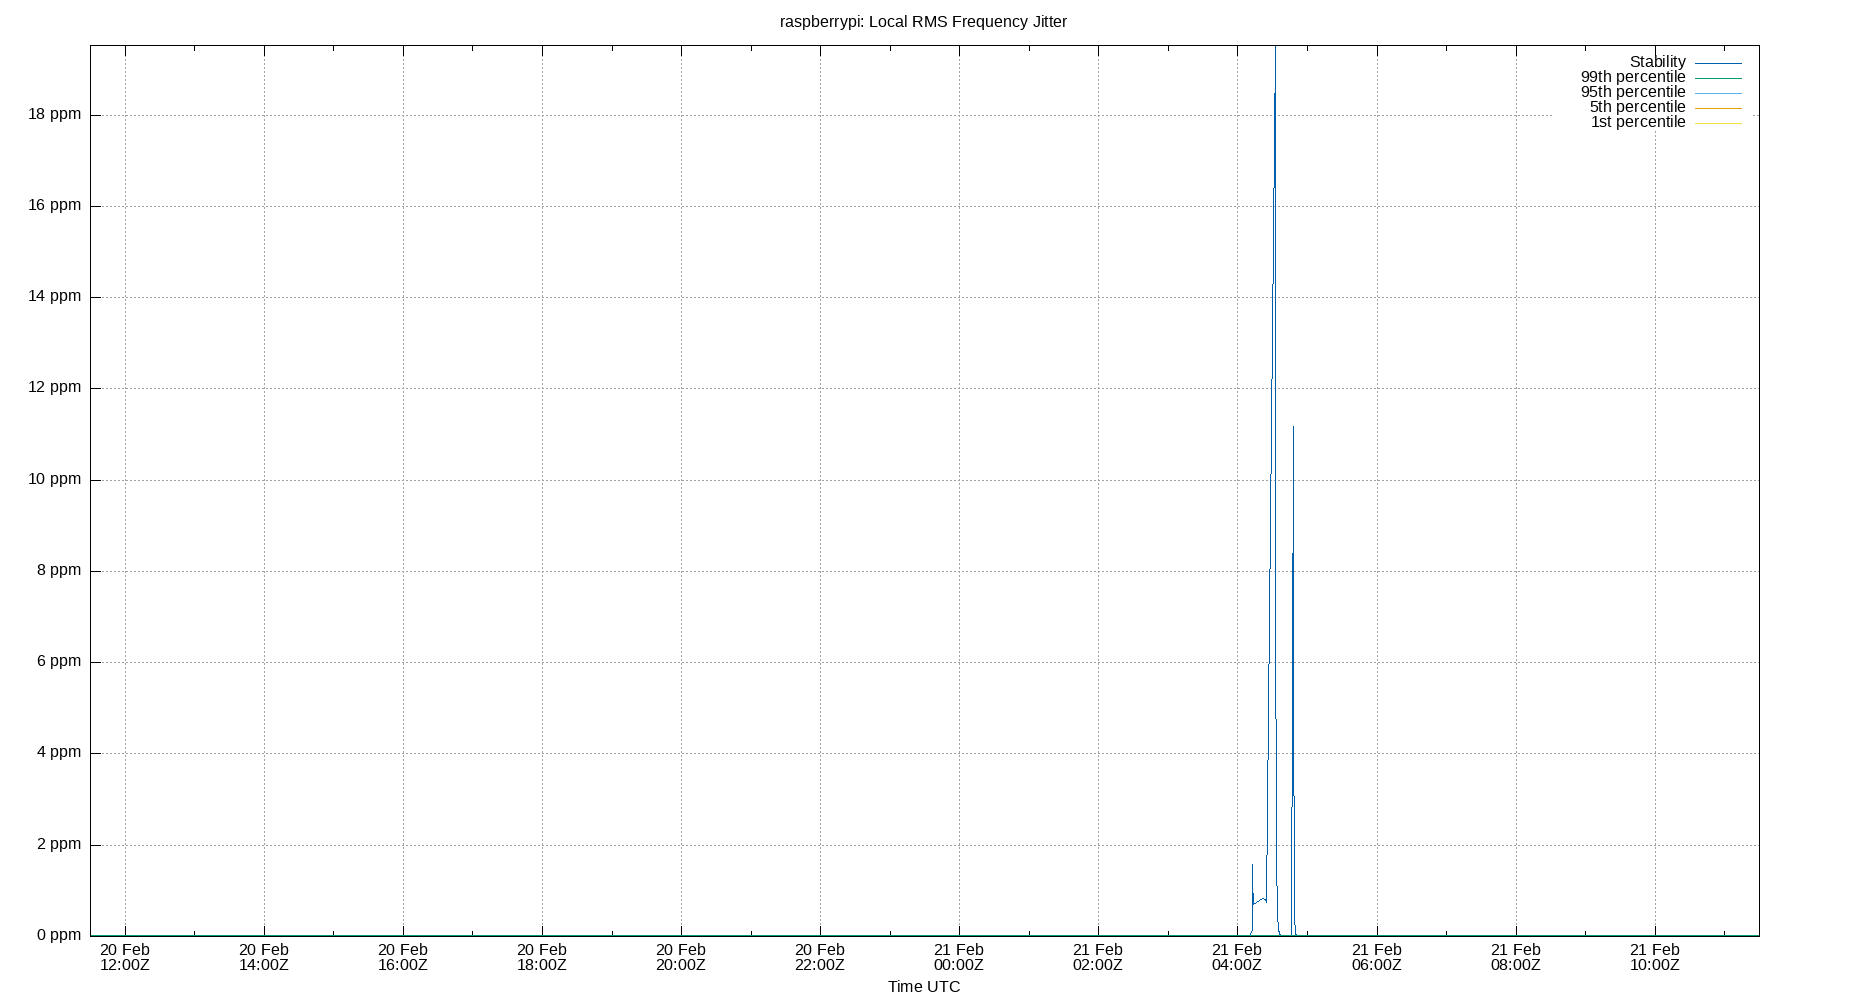 raspberrypi: Local RMS Frequency Jitter
Stability
99th percentile
95th percentile
5th percentile
1st percentile
18 ppm
16 ppm
14 ppm
12 ppm
10 ppm
8 ppm
6 ppm
4 ppm
2 ppm
0 ppm
20 Feb 20 Feb 20 Feb 20 Feb 20 Feb 20 Feb 21 Feb 21 Feb 21 Feb 21 Feb 21 Feb 21 Feb
12:00Z 14:00Z 16:00Z 18:00Z 20:00Z 22:00Z 00:00Z 02:00Z 04:00Z 06:00Z 08:00Z 10:00Z
Time UTC